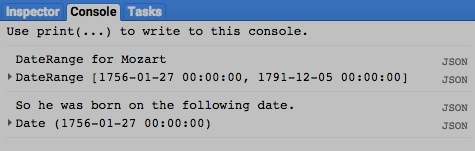 Inspector Console Tasks
Use print(...) to write to this console.
DateRange for Mozart JSON
DateRange [1756-01-27 00:00:00, 1791-12-05 00:00:00] JSON
So he was born on the following date. JSON
Date (1756-01-27 00:00:00) JSON